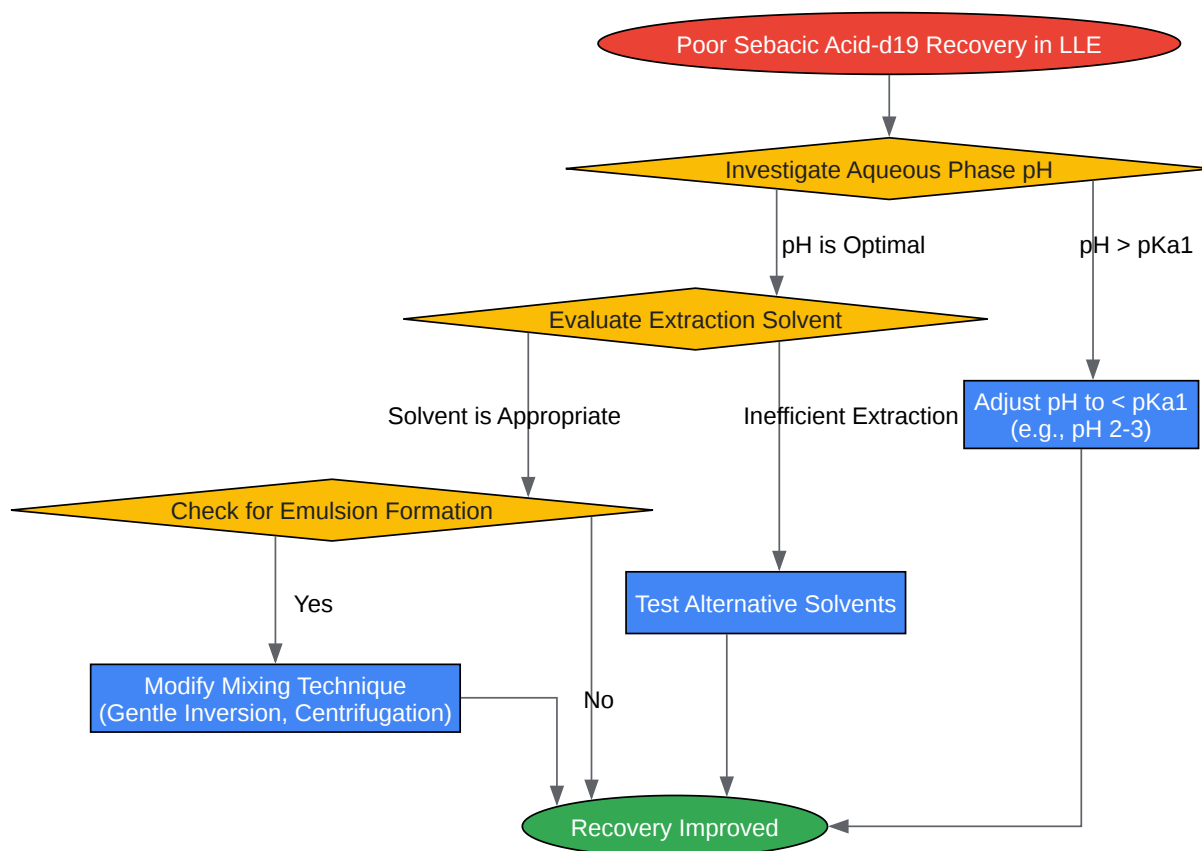 Poor Sebacic Acid-d19 Recovery in LLE
Investigate Aqueous Phase pH
pH is Optimal
pH > pKa1
Evaluate Extraction Solvent
Solvent is Appropriate
Inefficient Extraction
Adjust pH to < pKa1
(e.g., pH 2-3)
Check for Emulsion Formation
Yes
Test Alternative Solvents
Modify Mixing Technique
(Gentle Inversion, Centrifugation)
No
Recovery Improved